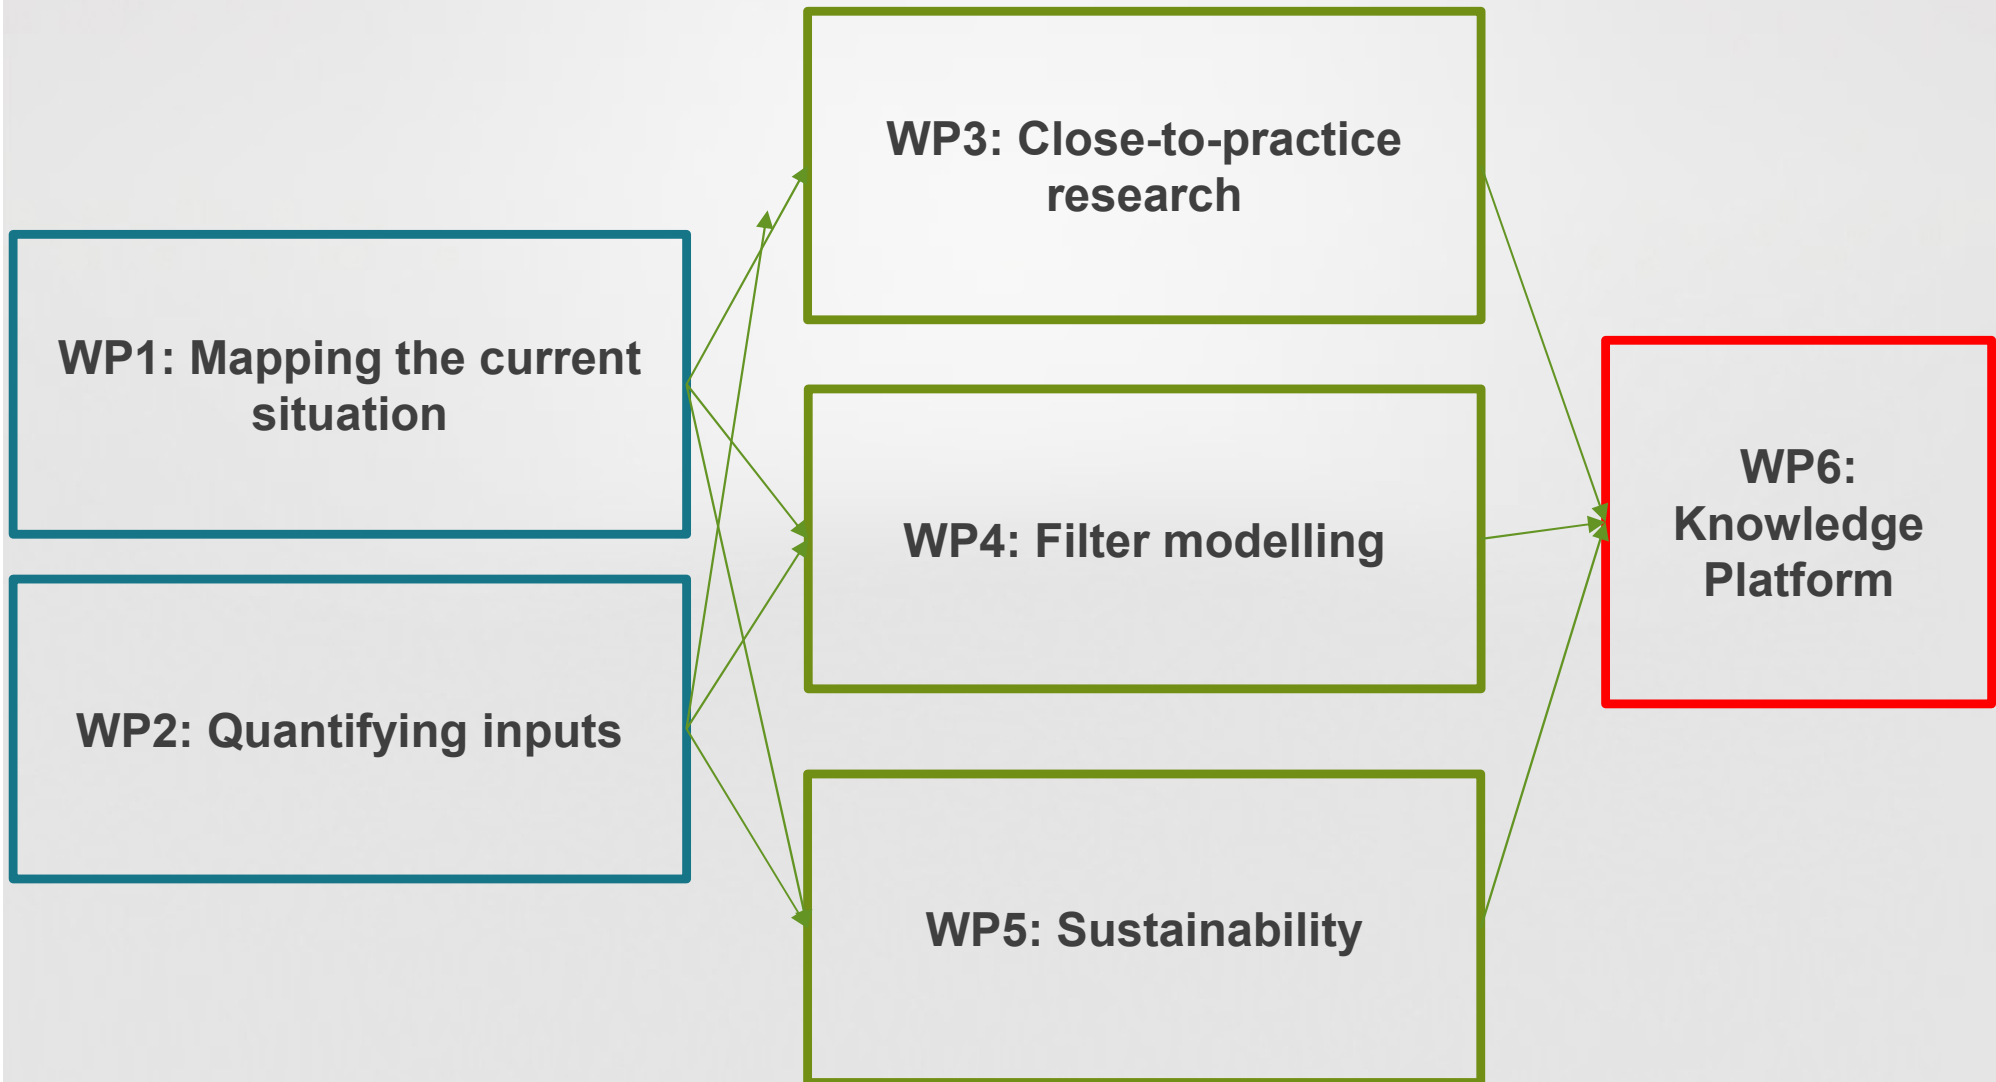 WP1: Mapping the current
situation
WP2: Quantifying inputs
WP3: Close-to-practice
research
WP4: Filter modelling
WP5: Sustainability
WP6:
Knowledge
Platform